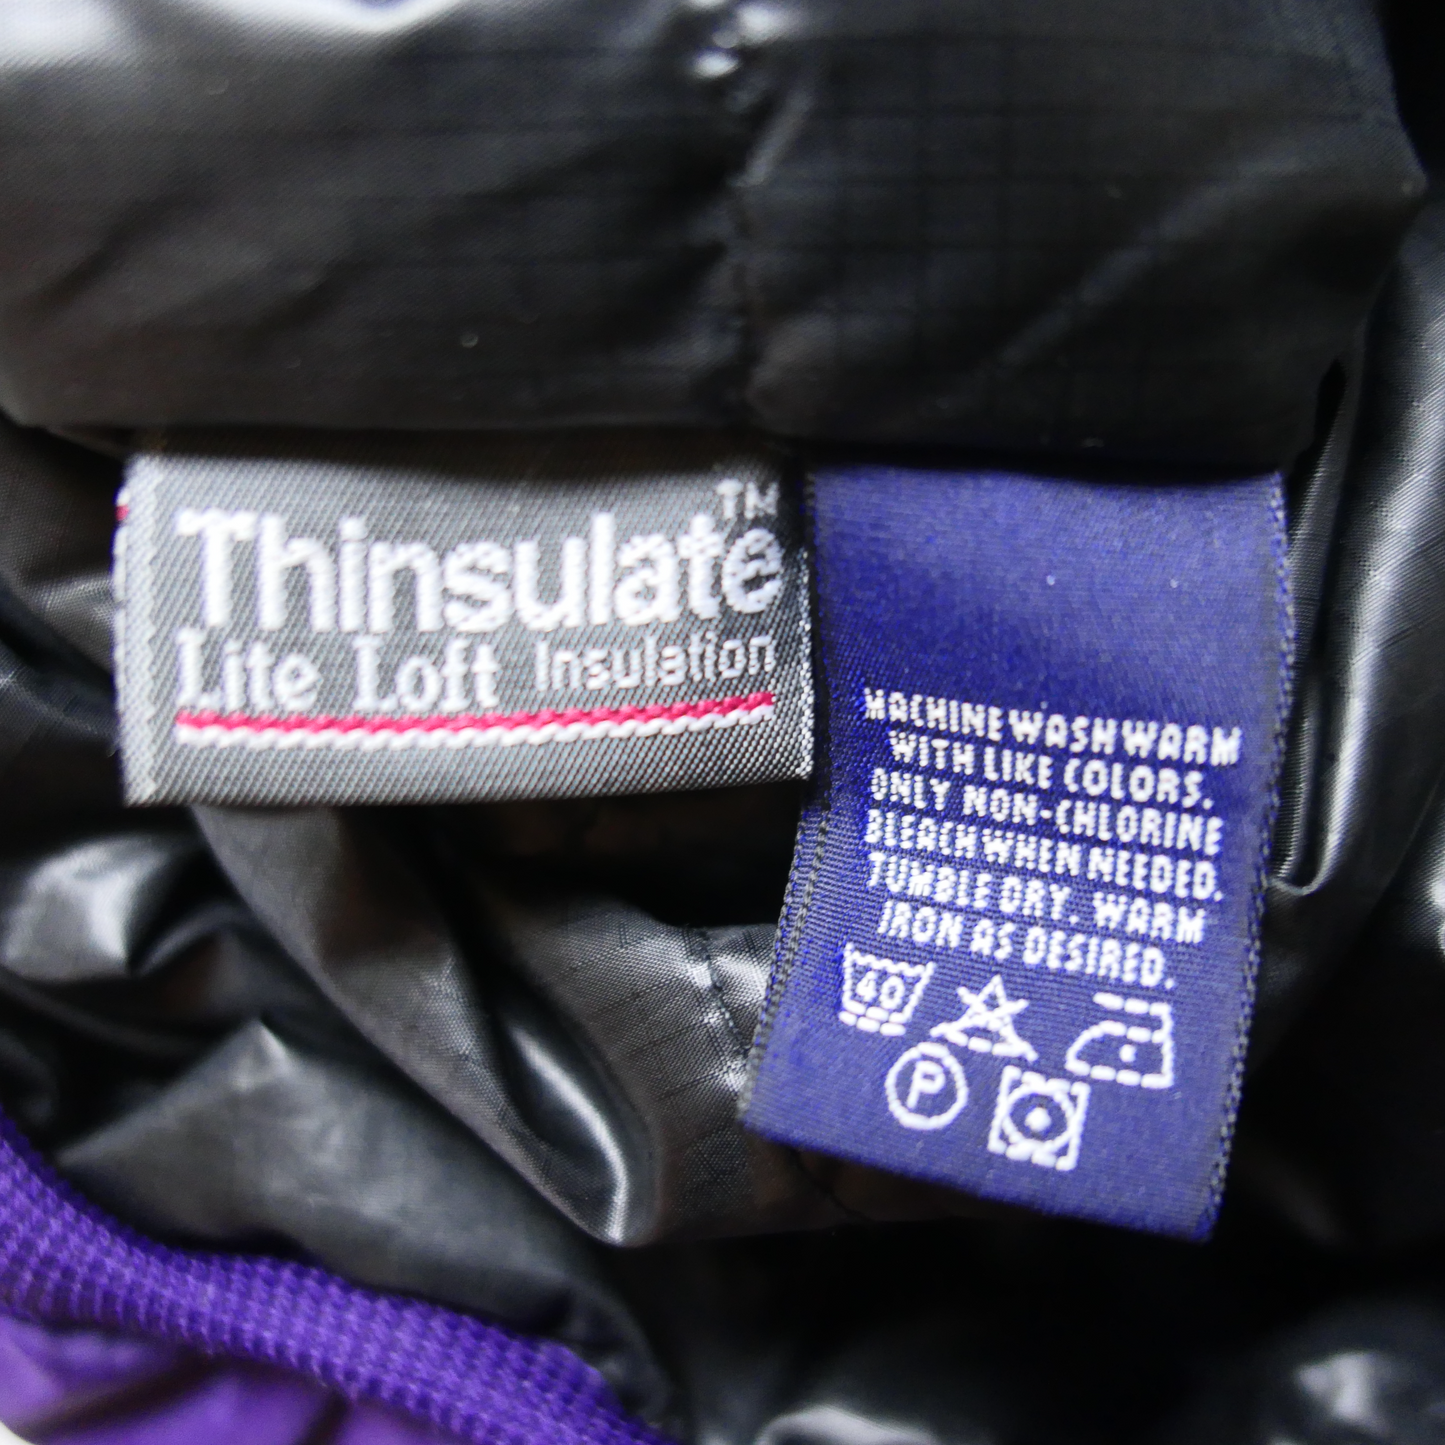 Thinsulate™
Lite Loft Insulation
MACHINE WASH WARM
WITH LIKE COLORS.
ONLY NON-CHLORINE
BLEACH WHEN NEEDED.
TUMBLE DRY. WARM
IRON AS DESIRED.
40
P